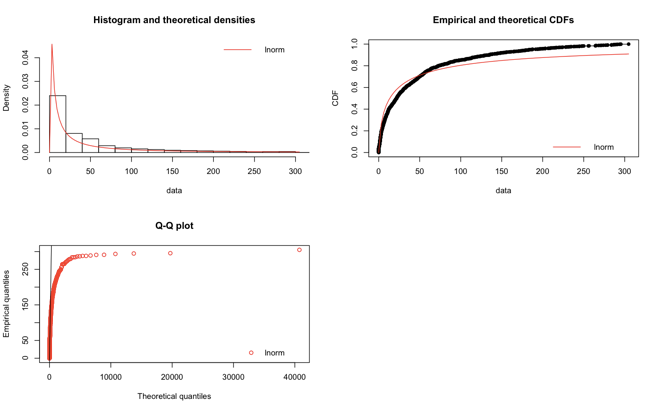 Histogram and theoretical densities
lnorm
Density
0.00 0.01 0.02 0.03 0.04
0 50 100 150 200 250 300
data
Empirical and theoretical CDFs
lnorm
CDF
0.0 0.2 0.4 0.6 0.8 1.0
0 50 100 150 200 250 300
data
Q-Q plot
lnorm
Empirical quantiles
0 50 150 250
0 10000 20000 30000 40000
Theoretical quantiles